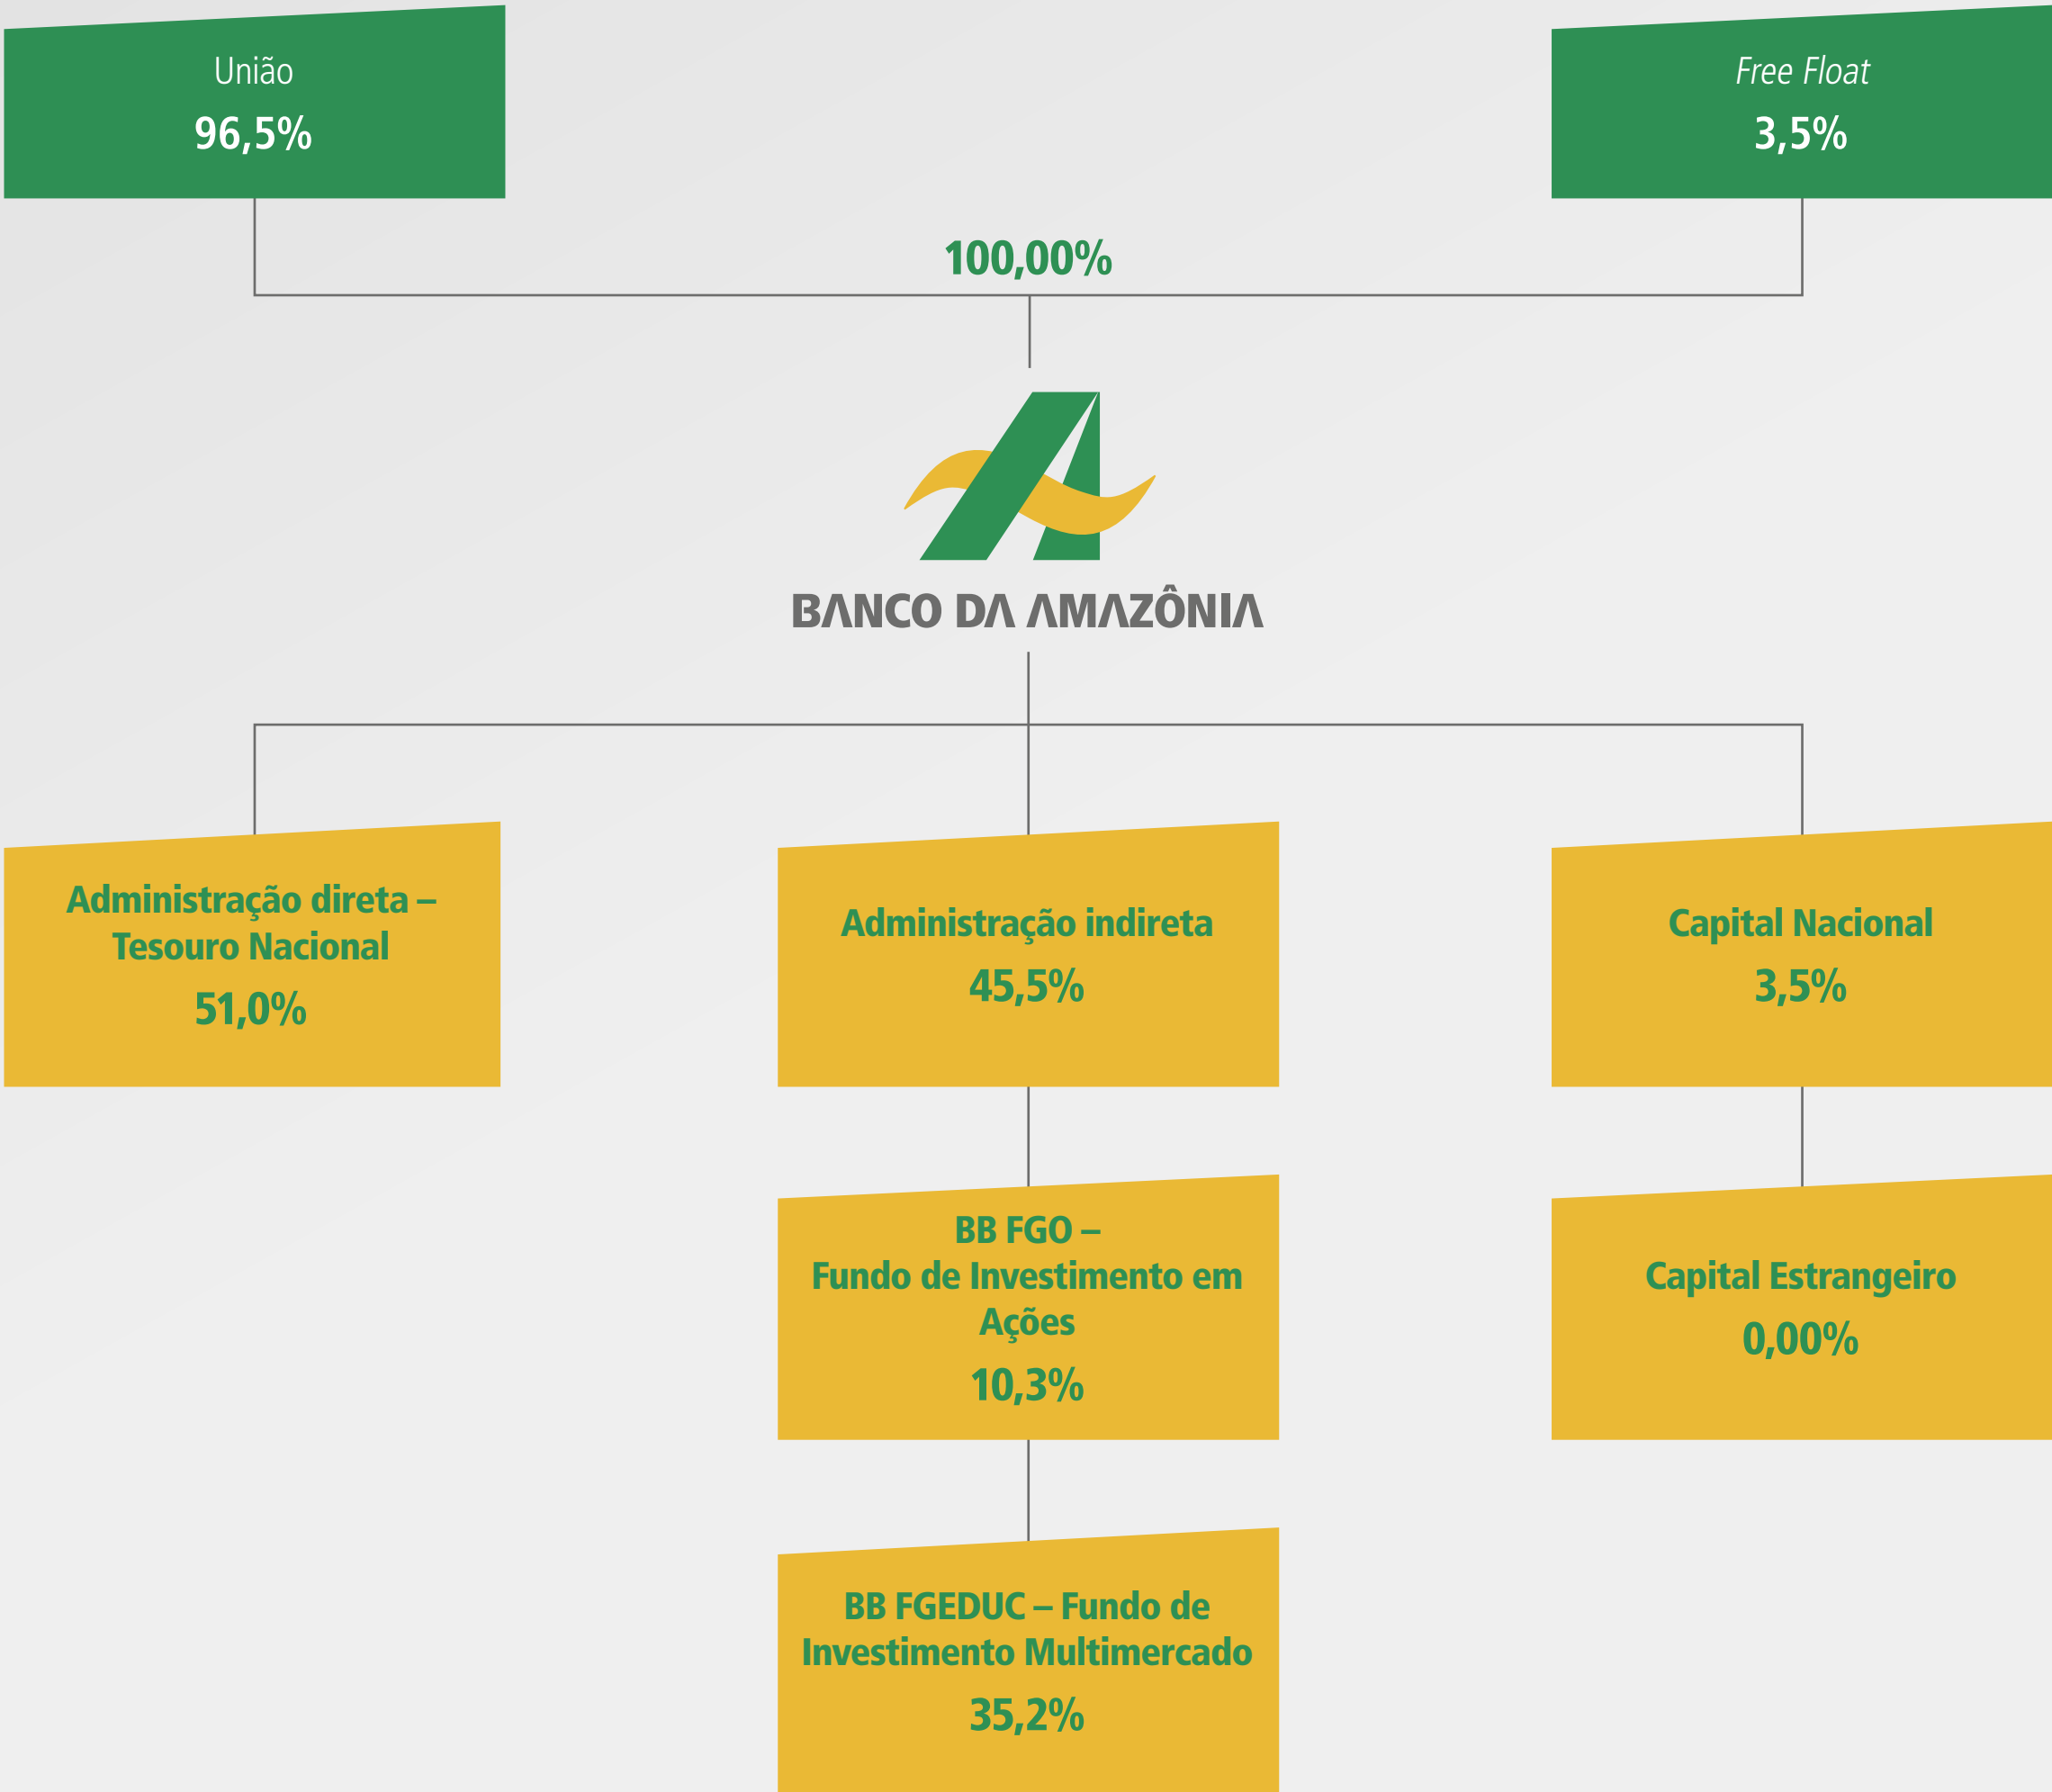 União
96,5%
Free Float
3,5%
100,00%
BANCO DA AMAZÔNIA
Administração direta –
Tesouro Nacional
51,0%
Administração indireta
45,5%
Capital Nacional
3,5%
BB FGO –
Fundo de Investimento em
Ações
10,3%
Capital Estrangeiro
0,00%
BB FGEDUC – Fundo de
Investimento Multimercado
35,2%